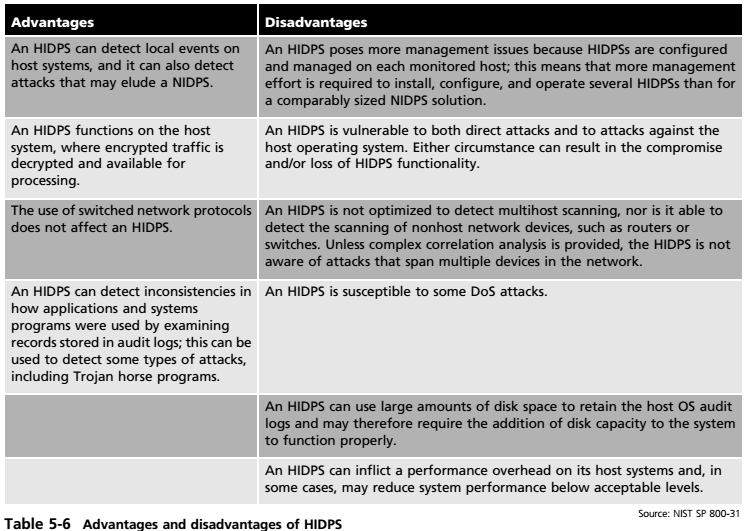 Advantages
Disadvantages
An HIDPS can detect local events on
host systems, and it can also detect
attacks that may elude a NIDPS.
An HIDPS poses more management issues because HIDPSs are configured
and managed on each monitored host; this means that more management
effort is required to install, configure, and operate several HIDPSs than for
a comparably sized NIDPS solution.
An HIDPS functions on the host
system, where encrypted traffic is
decrypted and available for
processing.
An HIDPS is vulnerable to both direct attacks and to attacks against the
host operating system. Either circumstance can result in the compromise
and/or loss of HIDPS functionality.
The use of switched network protocols
does not affect an HIDPS.
An HIDPS is not optimized to detect multihost scanning, nor is it able to
detect the scanning of nonhost network devices, such as routers or
switches. Unless complex correlation analysis is provided, the HIDPS is not
aware of attacks that span multiple devices in the network.
An HIDPS can detect inconsistencies in
how applications and systems
programs were used by examining
records stored in audit logs; this can be
used to detect some types of attacks,
including Trojan horse programs.
An HIDPS is susceptible to some DoS attacks.
An HIDPS can use large amounts of disk space to retain the host OS audit
logs and may therefore require the addition of disk capacity to the system
to function properly.
An HIDPS can inflict a performance overhead on its host systems and, in
some cases, may reduce system performance below acceptable levels.
Source: NIST SP 800-31
Table 5-6 Advantages and disadvantages of HIDPS